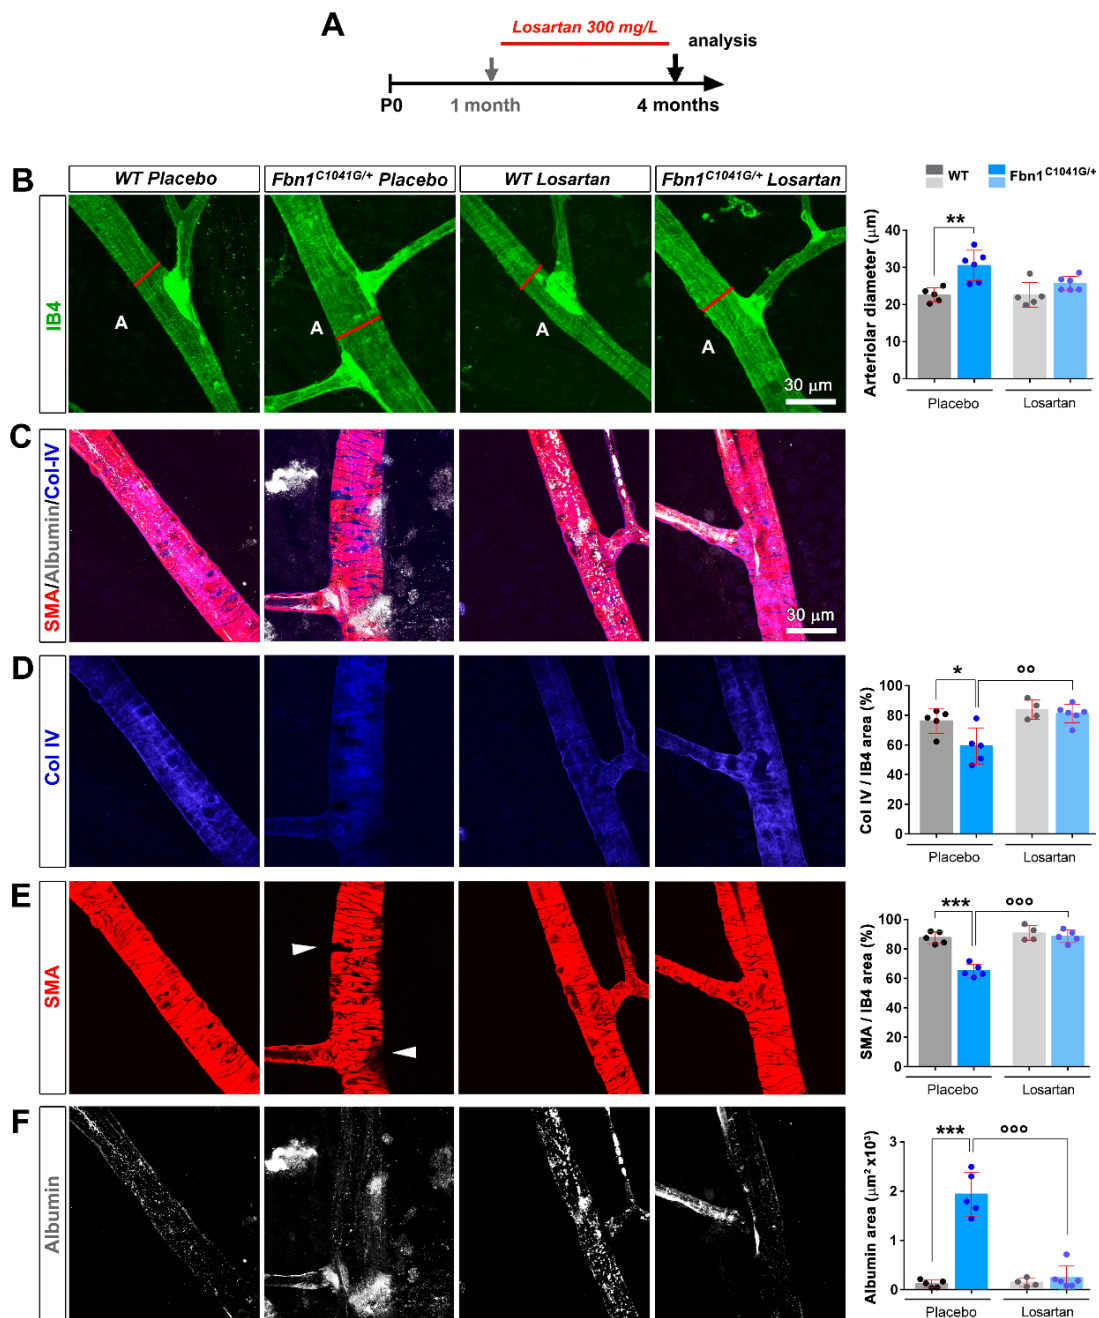 A
Losartan 300 mg/L
analysis
P0
1 month
4 months
B
WT Placebo
Fbn1C1041G/+ Placebo
WT Losartan
Fbn1C1041G/+ Losartan
IB4
A
A
A
A
30 μm
WT
Fbn1C1041G/+
Arteriolar diameter (μm)
40
30
20
10
0
**
Placebo
Losartan
C
SMA/Albumin/Col-IV
30 μm
D
Col IV
Col IV / IB4 area (%)
100
80
60
40
20
0
*
°°
Placebo
Losartan
E
SMA
SMA / IB4 area (%)
100
80
60
40
20
0
***
°°°
Placebo
Losartan
F
Albumin
Albumin area (μm² x10³)
3
2
1
0
***
°°°
Placebo
Losartan